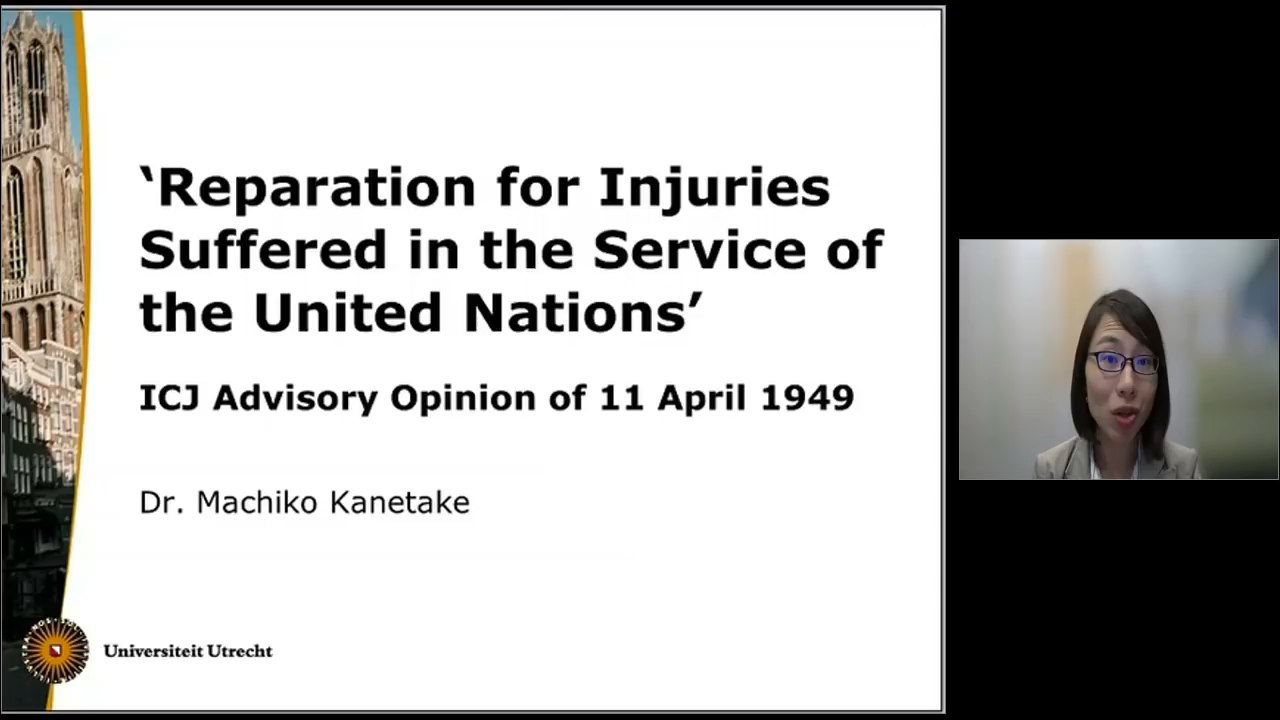 ‘Reparation for Injuries
Suffered in the Service of
the United Nations’
ICJ Advisory Opinion of 11 April 1949
Dr. Machiko Kanetake
Universiteit Utrecht